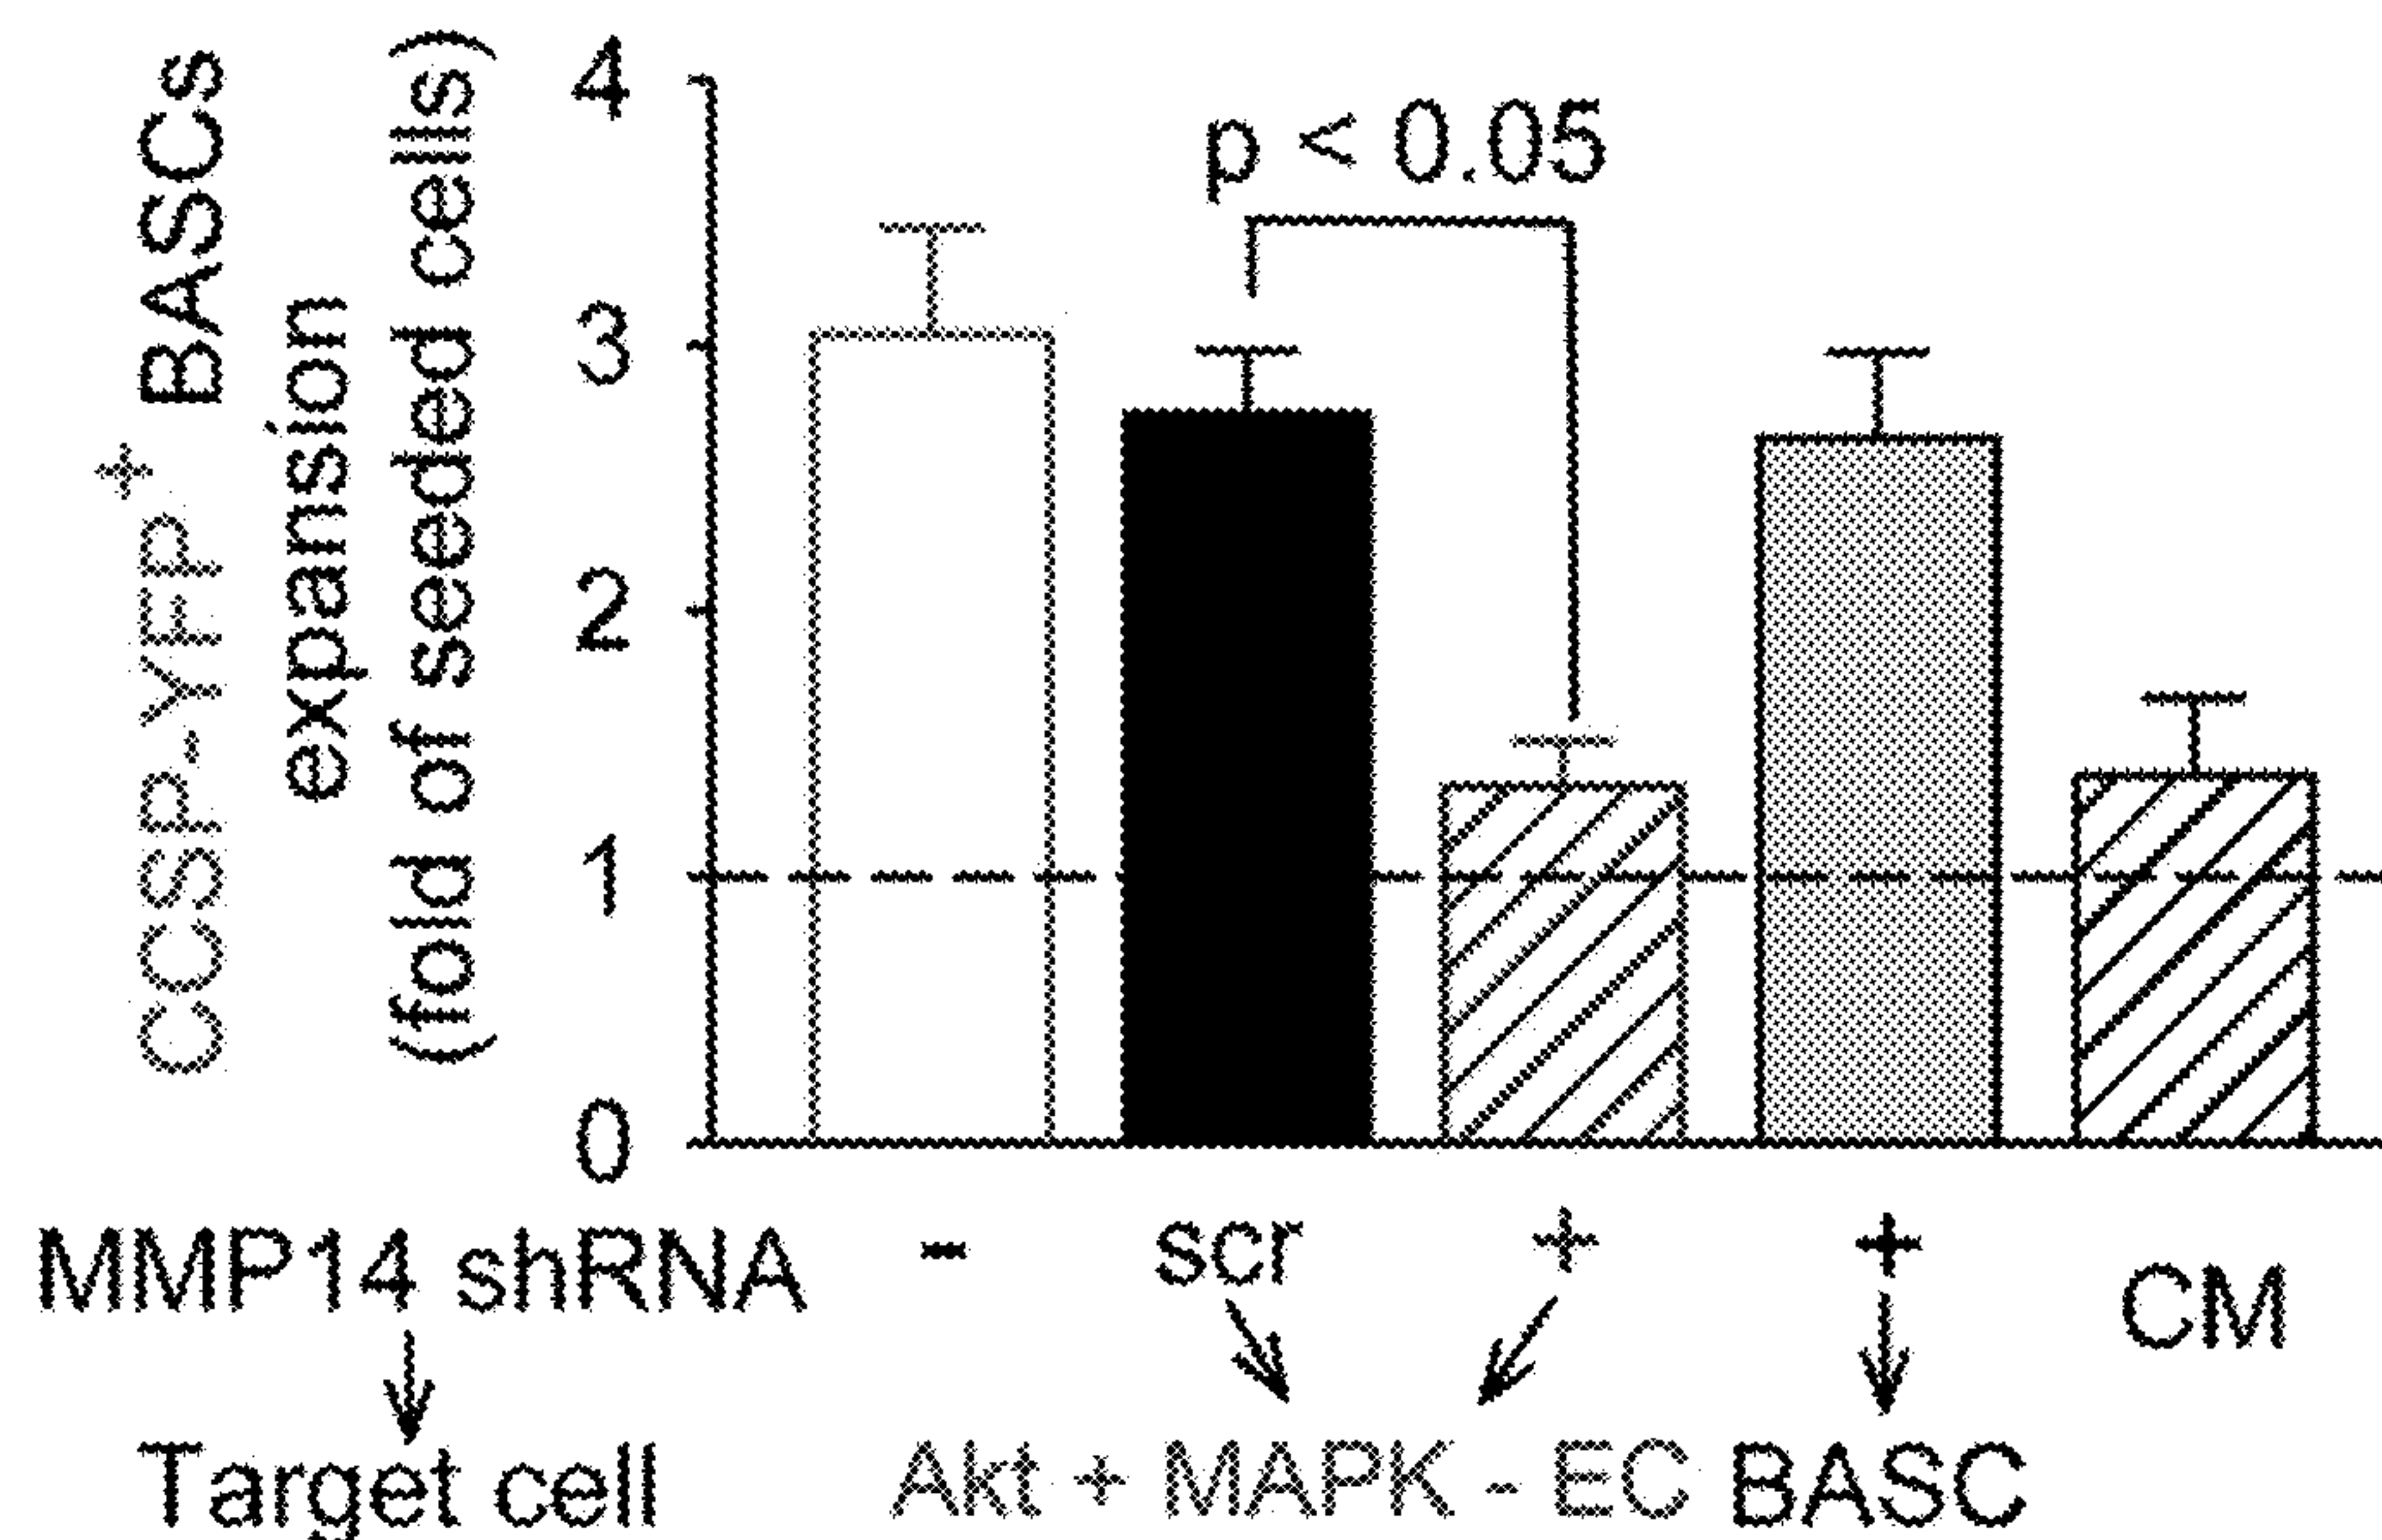 CCSP-YFP+ BASCs
expansion
(fold of seeded cells)
4
3
2
1
0
p < 0.05
MMP14 shRNA - scr + + CM
Target cell Akt + MAPK - EC BASC